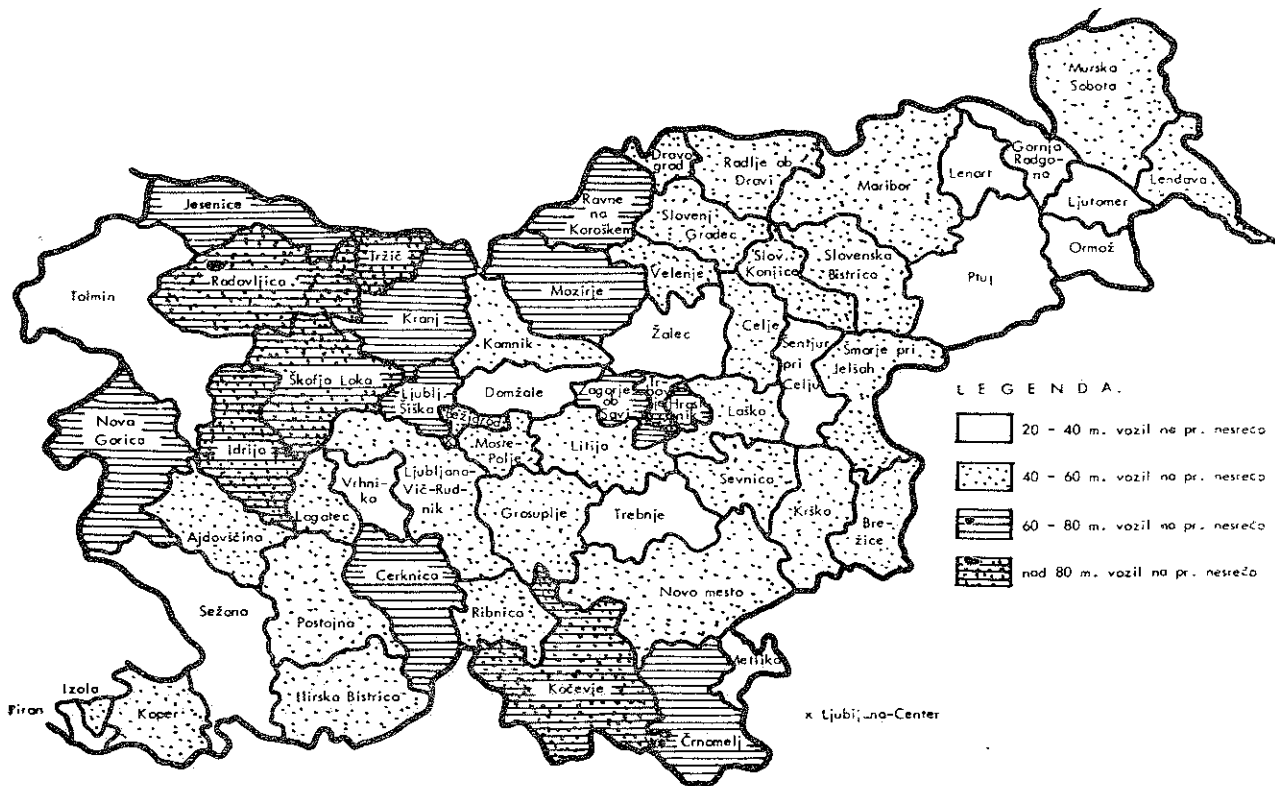 Murska
Sobota
Dravo
grad
Radlje ob
Dravi
Maribor
Lenart
Gornja
Radgo-
na
Lendava
Ljutomer
Ormož
Ptuj
Jesenice
Ravne
na
Koroškem
Slovenj
Gradec
Tržič
Radovljica
Tolmin
Velenje
Slov.
Konjice
Slovenska
Bistrica
Mozirje
Kranj
Kamnik
Žalec
Celje
Šentjur
pri
Celju
Šmarje pri
Jelšah
Škofja Loka
Ljublj.
Šiška
Domžale
Zagorje
ob
Savi
Tr-
bov
lje
Hrast
nik
Laško
Bežigrad
Moste-
Polje
Litija
Nova
Gorica
Idrija
Vrhni-
ka
Ljubljana-
Vič-Rud-
nik
Logatec
Grosuplje
Trebnje
Sevnica
Krško
Bre-
žice
Ajdovščina
Cerknica
Novo mesto
Sežana
Postojna
Ribnica
Metlika
Kočevje
Ilirska Bistrica
Izola
Piran
Koper
Črnomelj
x Ljubljana-Center
LEGENDA.
20 - 40 m. vozil na pr. nesrečo
40 - 60 m. vozil na pr. nesrečo
60 - 80 m. vozil na pr. nesrečo
nad 80 m. vozil na pr. nesrečo